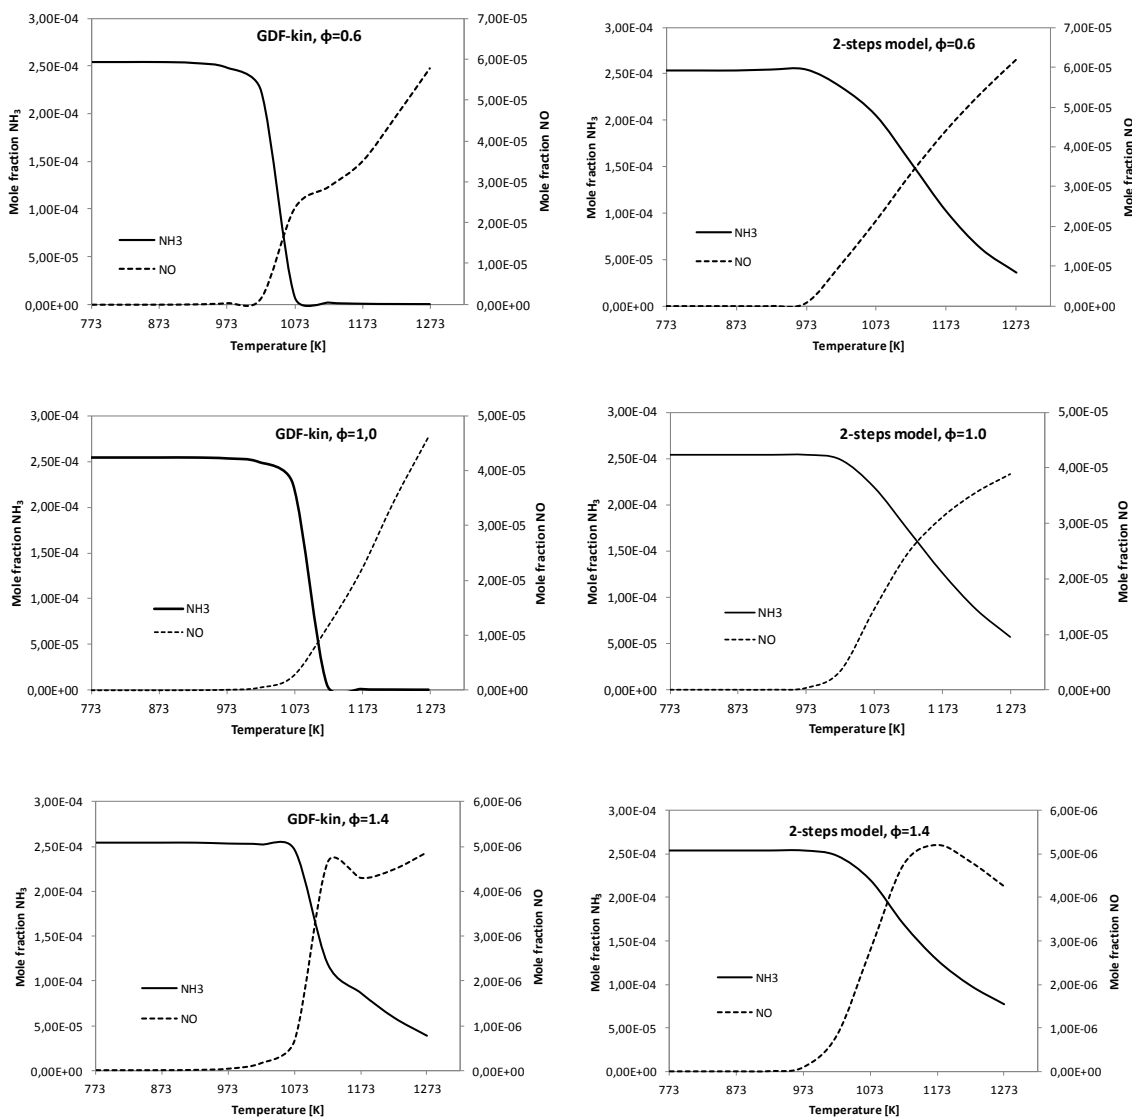 GDF-kin, ϕ=0.6
3,00E-04
2,50E-04
2,00E-04
1,50E-04
1,00E-04
5,00E-05
0,00E+00
Mole fraction NH3
7,00E-05
6,00E-05
5,00E-05
4,00E-05
3,00E-05
2,00E-05
1,00E-05
0,00E+00
Mole fraction NO
NH3
NO
773 873 973 1073 1173 1273
Temperature [K]
2-steps model, ϕ=0.6
3,00E-04
2,50E-04
2,00E-04
1,50E-04
1,00E-04
5,00E-05
0,00E+00
Mole fraction NH3
7,00E-05
6,00E-05
5,00E-05
4,00E-05
3,00E-05
2,00E-05
1,00E-05
0,00E+00
Mole fraction NO
NH3
NO
773 873 973 1073 1173 1273
Temperature [K]
GDF-kin, ϕ=1,0
3,00E-04
2,50E-04
2,00E-04
1,50E-04
1,00E-04
5,00E-05
0,00E+00
Mole fraction NH3
5,00E-05
4,00E-05
3,00E-05
2,00E-05
1,00E-05
0,00E+00
Mole fraction NO
NH3
NO
773 873 973 1073 1173 1273
Temperature [K]
2-steps model, ϕ=1.0
3,00E-04
2,50E-04
2,00E-04
1,50E-04
1,00E-04
5,00E-05
0,00E+00
Mole fraction NH3
5,00E-05
4,00E-05
3,00E-05
2,00E-05
1,00E-05
0,00E+00
Mole fraction NO
NH3
NO
773 873 973 1073 1173 1273
Temperature [K]
GDF-kin, ϕ=1.4
3,00E-04
2,50E-04
2,00E-04
1,50E-04
1,00E-04
5,00E-05
0,00E+00
Mole fraction NH3
6,00E-06
5,00E-06
4,00E-06
3,00E-06
2,00E-06
1,00E-06
0,00E+00
Mole fraction NO
NH3
NO
773 873 973 1073 1173 1273
Temperature [K]
2-steps model, ϕ=1.4
3,00E-04
2,50E-04
2,00E-04
1,50E-04
1,00E-04
5,00E-05
0,00E+00
Mole fraction NH3
6,00E-06
5,00E-06
4,00E-06
3,00E-06
2,00E-06
1,00E-06
0,00E+00
Mole fraction NO
NH3
NO
773 873 973 1073 1173 1273
Temperature [K]